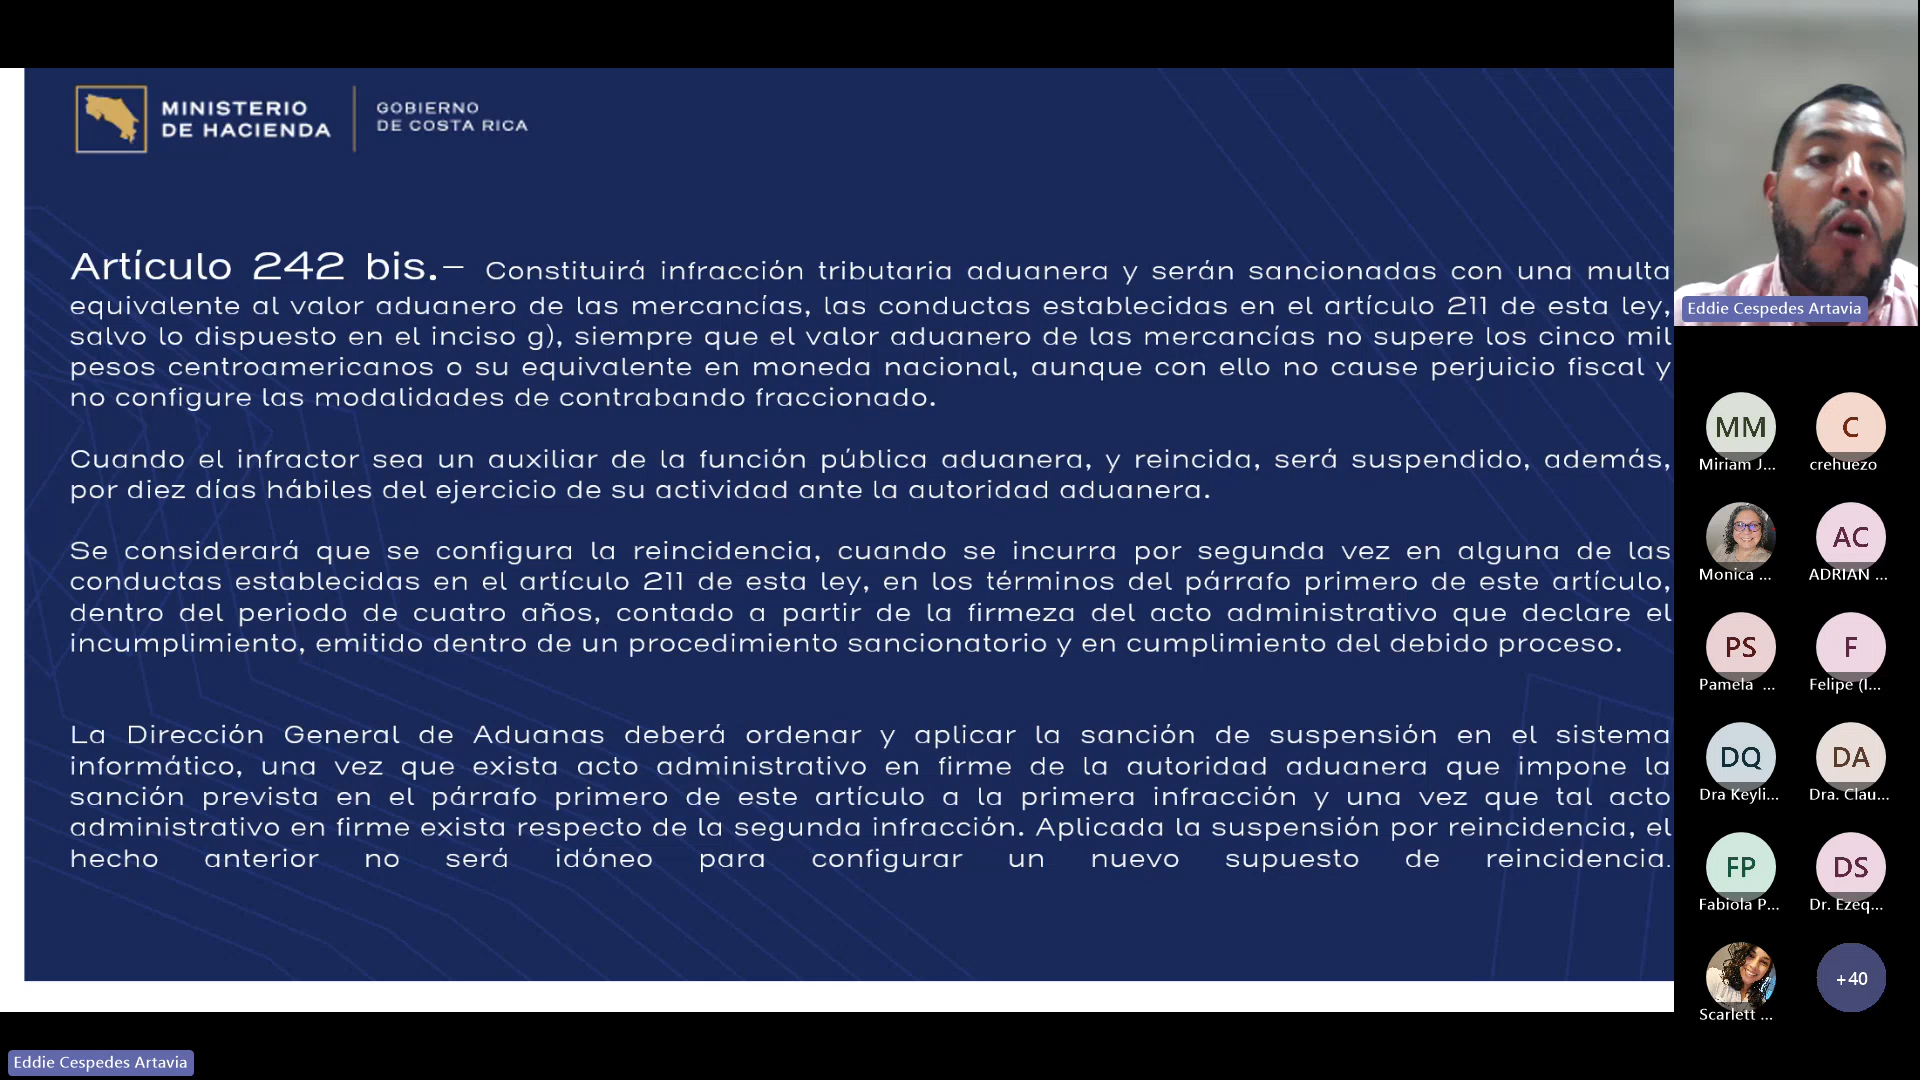 MINISTERIO
DE HACIENDA
GOBIERNO
DE COSTA RICA
Artículo 242 bis.– Constituirá infracción tributaria aduanera y serán sancionadas con una multa
equivalente al valor aduanero de las mercancías, las conductas establecidas en el artículo 211 de esta ley,
salvo lo dispuesto en el inciso g), siempre que el valor aduanero de las mercancías no supere los cinco mil
pesos centroamericanos o su equivalente en moneda nacional, aunque con ello no cause perjuicio fiscal y
no configure las modalidades de contrabando fraccionado.
Cuando el infractor sea un auxiliar de la función pública aduanera, y reincida, será suspendido, además,
por diez días hábiles del ejercicio de su actividad ante la autoridad aduanera.
Se considerará que se configura la reincidencia, cuando se incurra por segunda vez en alguna de las
conductas establecidas en el artículo 211 de esta ley, en los términos del párrafo primero de este artículo,
dentro del periodo de cuatro años, contado a partir de la firmeza del acto administrativo que declare el
incumplimiento, emitido dentro de un procedimiento sancionatorio y en cumplimiento del debido proceso.
La Dirección General de Aduanas deberá ordenar y aplicar la sanción de suspensión en el sistema
informático, una vez que exista acto administrativo en firme de la autoridad aduanera que impone la
sanción prevista en el párrafo primero de este artículo a la primera infracción y una vez que tal acto
administrativo en firme exista respecto de la segunda infracción. Aplicada la suspensión por reincidencia, el
hecho anterior no será idóneo para configurar un nuevo supuesto de reincidencia.
Eddie Cespedes Artavia
MM
Miriam J...
C
crehuezo
Monica ...
AC
ADRIAN ...
PS
Pamela ...
F
Felipe (I...
DQ
Dra Keyli...
DA
Dra. Clau...
FP
Fabiola P...
DS
Dr. Ezeq...
Scarlett ...
+40
Eddie Cespedes Artavia